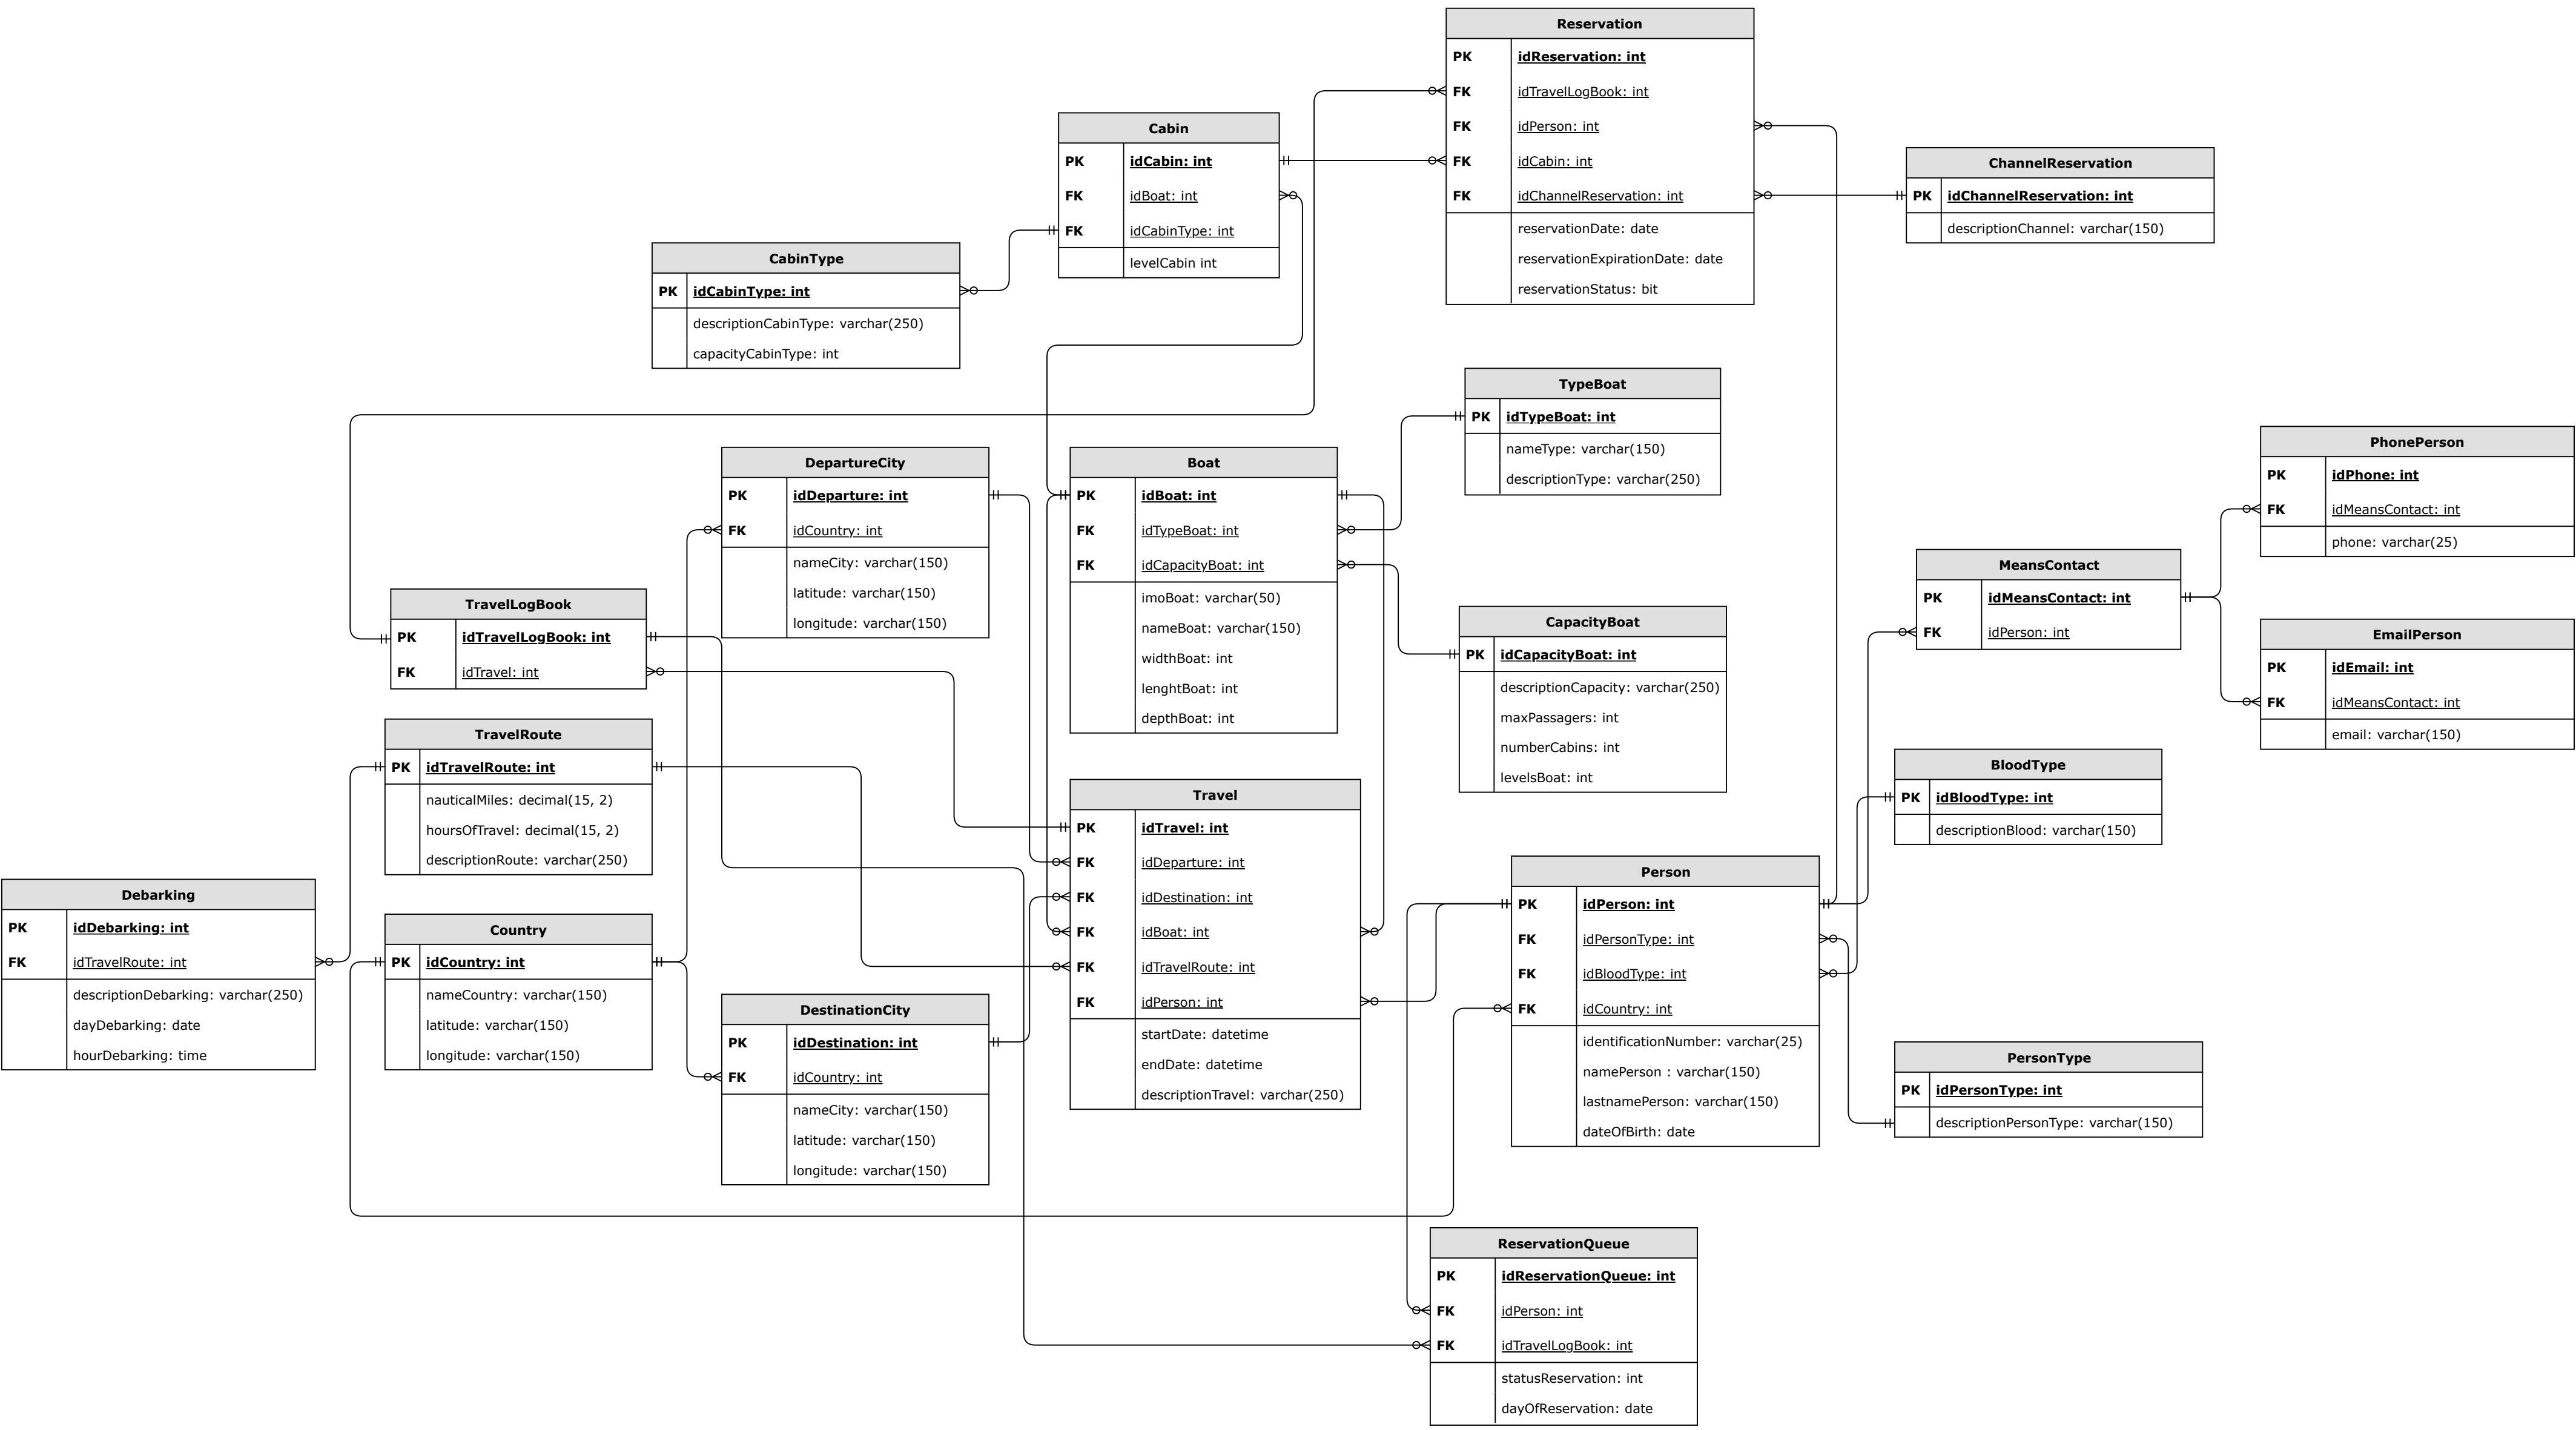 Reservation
PK idReservation: int
FK idTravelLogBook: int
FK idPerson: int
FK idCabin: int
FK idChannelReservation: int
reservationDate: date
reservationExpirationDate: date
reservationStatus: bit
Cabin
PK idCabin: int
FK idBoat: int
FK idCabinType: int
levelCabin int
ChannelReservation
PK idChannelReservation: int
descriptionChannel: varchar(150)
CabinType
PK idCabinType: int
descriptionCabinType: varchar(250)
capacityCabinType: int
TypeBoat
PK idTypeBoat: int
nameType: varchar(150)
descriptionType: varchar(250)
PhonePerson
PK idPhone: int
FK idMeansContact: int
phone: varchar(25)
DepartureCity
PK idDeparture: int
FK idCountry: int
nameCity: varchar(150)
latitude: varchar(150)
longitude: varchar(150)
Boat
PK idBoat: int
FK idTypeBoat: int
FK idCapacityBoat: int
imoBoat: varchar(50)
nameBoat: varchar(150)
widthBoat: int
lenghtBoat: int
depthBoat: int
MeansContact
PK idMeansContact: int
FK idPerson: int
TravelLogBook
PK idTravelLogBook: int
FK idTravel: int
CapacityBoat
PK idCapacityBoat: int
descriptionCapacity: varchar(250)
maxPassagers: int
numberCabins: int
levelsBoat: int
EmailPerson
PK idEmail: int
FK idMeansContact: int
email: varchar(150)
TravelRoute
PK idTravelRoute: int
nauticalMiles: decimal(15, 2)
hoursOfTravel: decimal(15, 2)
descriptionRoute: varchar(250)
BloodType
PK idBloodType: int
descriptionBlood: varchar(150)
Travel
PK idTravel: int
FK idDeparture: int
FK idDestination: int
FK idBoat: int
FK idTravelRoute: int
FK idPerson: int
startDate: datetime
endDate: datetime
descriptionTravel: varchar(250)
Person
PK idPerson: int
FK idPersonType: int
FK idBloodType: int
FK idCountry: int
identificationNumber: varchar(25)
namePerson : varchar(150)
lastnamePerson: varchar(150)
dateOfBirth: date
Debarking
PK idDebarking: int
FK idTravelRoute: int
descriptionDebarking: varchar(250)
dayDebarking: date
hourDebarking: time
Country
PK idCountry: int
nameCountry: varchar(150)
latitude: varchar(150)
longitude: varchar(150)
DestinationCity
PK idDestination: int
FK idCountry: int
nameCity: varchar(150)
latitude: varchar(150)
longitude: varchar(150)
PersonType
PK idPersonType: int
descriptionPersonType: varchar(150)
ReservationQueue
PK idReservationQueue: int
FK idPerson: int
FK idTravelLogBook: int
statusReservation: int
dayOfReservation: date